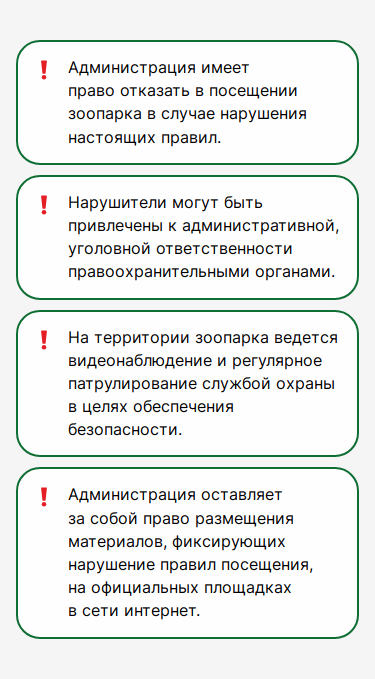 ❗ Администрация имеет
право отказать в посещении
зоопарка в случае нарушения
настоящих правил.
❗ Нарушители могут быть
привлечены к административной,
уголовной ответственности
правоохранительными органами.
❗ На территории зоопарка ведется
видеонаблюдение и регулярное
патрулирование службой охраны
в целях обеспечения
безопасности.
❗ Администрация оставляет
за собой право размещения
материалов, фиксирующих
нарушение правил посещения,
на официальных площадках
в сети интернет.